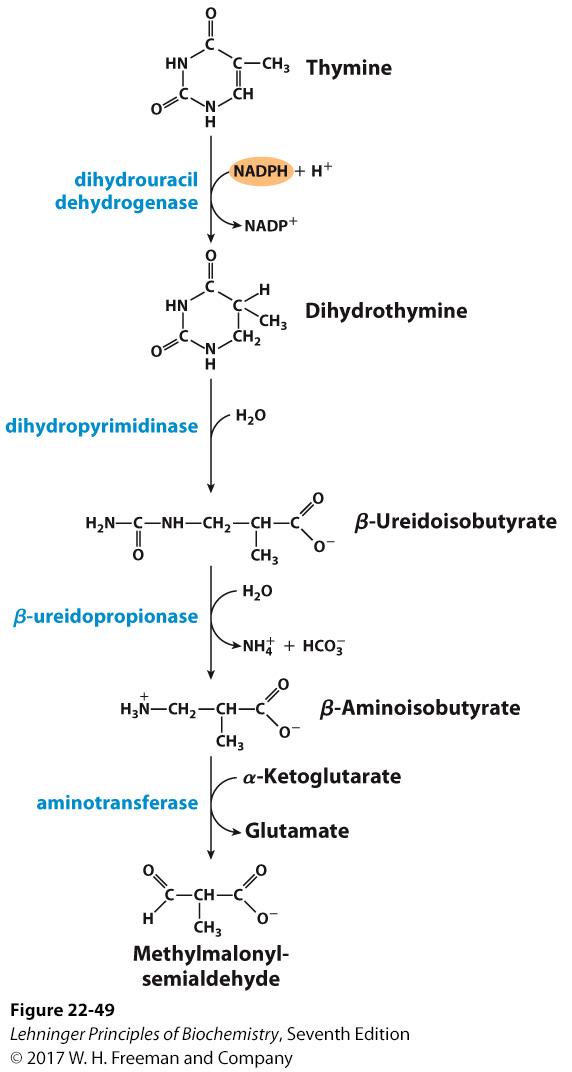 O
C
HN
C—CH₃
Thymine
C
CH
O
N
H
NADPH + H⁺
dihydrouracil
dehydrogenase
NADP⁺
O
C
H
HN
C
CH₃
Dihydrothymine
C
CH₂
O
N
H
H₂O
dihydropyrimidinase
O
H₂N—C—NH—CH₂—CH—C
β-Ureidoisobutyrate
O
CH₃
O⁻
H₂O
β-ureidopropionase
NH₄⁺ + HCO₃⁻
O
H₃N⁺—CH₂—CH—C
β-Aminoisobutyrate
CH₃
O⁻
α-Ketoglutarate
aminotransferase
Glutamate
O
O
C—CH—C
H
CH₃
O⁻
Methylmalonyl-
semialdehyde
Figure 22-49
Lehninger Principles of Biochemistry, Seventh Edition
© 2017 W. H. Freeman and Company